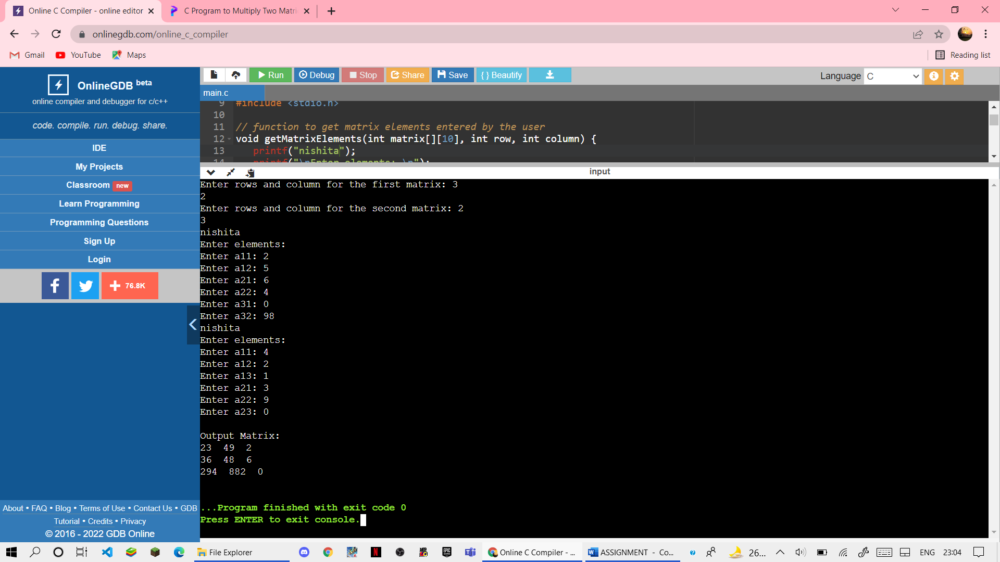 Online C Compiler - online editor
C Program to Multiply Two Matri
onlinegdb.com/online_c_compiler
Gmail
YouTube
Maps
Reading list
OnlineGDB beta
online compiler and debugger for c/c++
code. compile. run. debug. share.
IDE
My Projects
Classroom new
Learn Programming
Programming Questions
Sign Up
Login
76.8K
About • FAQ • Blog • Terms of Use • Contact Us • GDB
Tutorial • Credits • Privacy
© 2016 - 2022 GDB Online
Run
Debug
Stop
Share
Save
{ } Beautify
Language C
main.c
9 #include <stdio.h>
10
11 // function to get matrix elements entered by the user
12 void getMatrixElements(int matrix[][10], int row, int column) {
13 printf("nishita");
14 printf("\nEnter elements: \n");
input
Enter rows and column for the first matrix: 3
2
Enter rows and column for the second matrix: 2
3
nishita
Enter elements:
Enter a11: 2
Enter a12: 5
Enter a21: 6
Enter a22: 4
Enter a31: 0
Enter a32: 98
nishita
Enter elements:
Enter a11: 4
Enter a12: 2
Enter a13: 1
Enter a21: 3
Enter a22: 9
Enter a23: 0
Output Matrix:
23 49 2
36 48 6
294 882 0
...Program finished with exit code 0
Press ENTER to exit console.
File Explorer
Online C Compiler - ...
ASSIGNMENT - Co...
26...
ENG
23:04